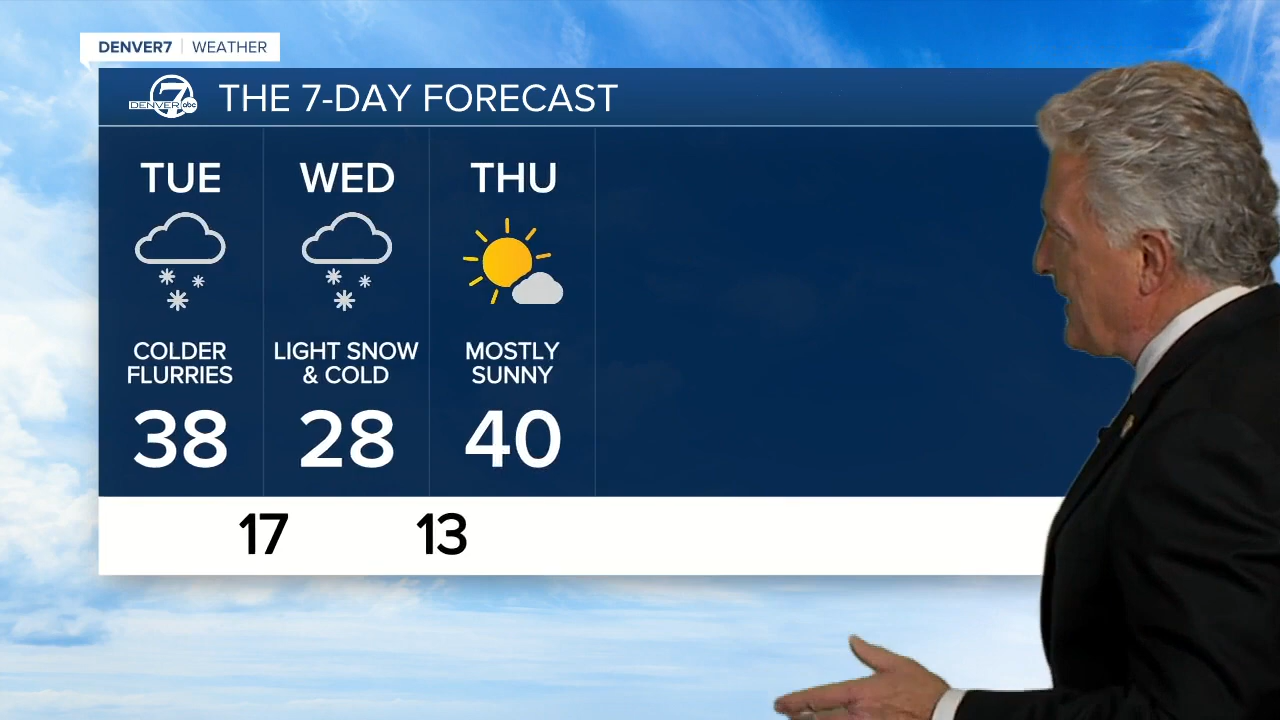 DENVER7 | WEATHER
DENVER 7 abc
THE 7-DAY FORECAST
TUE
COLDER
FLURRIES
38
WED
LIGHT SNOW
& COLD
28
THU
MOSTLY
SUNNY
40
17
13